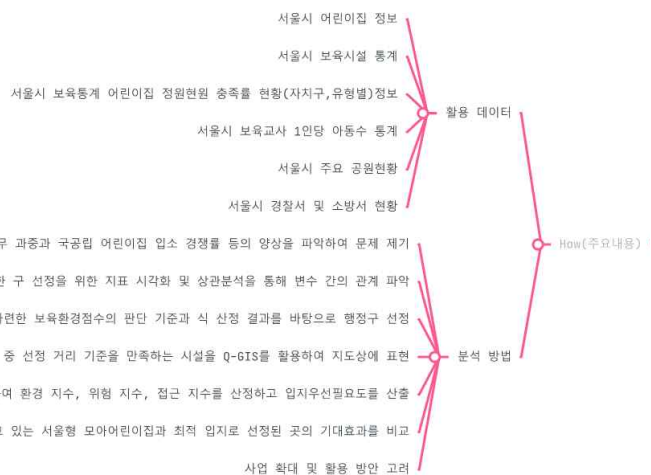 서울시 어린이집 정보
서울시 보육시설 통계
서울시 보육통계 어린이집 정원현원 충족률 현황(자치구,유형별)정보
활용 데이터
서울시 보육교사 1인당 아동수 통계
서울시 주요 공원현황
서울시 경찰서 및 소방서 현황
과중과 국공립 어린이집 입소 경쟁률 등의 양상을 파악하여 문제 제기
How(주요내용)
구 선정을 위한 지표 시각화 및 상관분석을 통해 변수 간의 관계 파악
보육환경점수의 판단 기준과 식 산정 결과를 바탕으로 행정구 선정
중 선정 거리 기준을 만족하는 시설을 Q-GIS를 활용하여 지도상에 표현
분석 방법
환경 지수, 위험 지수, 접근 지수를 산정하고 입지우선필요도를 산출
있는 서울형 모아어린이집과 최적 입지로 선정된 곳의 기대효과를 비교
사업 확대 및 활용 방안 고려